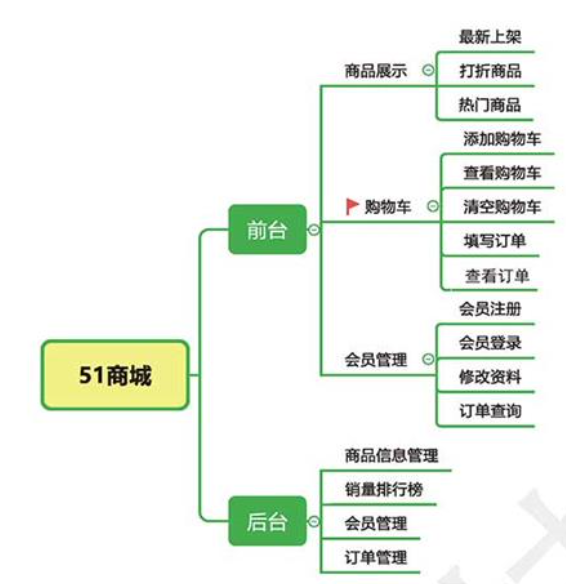 最新上架
商品展示
打折商品
热门商品
添加购物车
查看购物车
购物车
清空购物车
前台
填写订单
查看订单
会员注册
会员登录
会员管理
51商城
修改资料
订单查询
商品信息管理
销量排行榜
后台
会员管理
订单管理